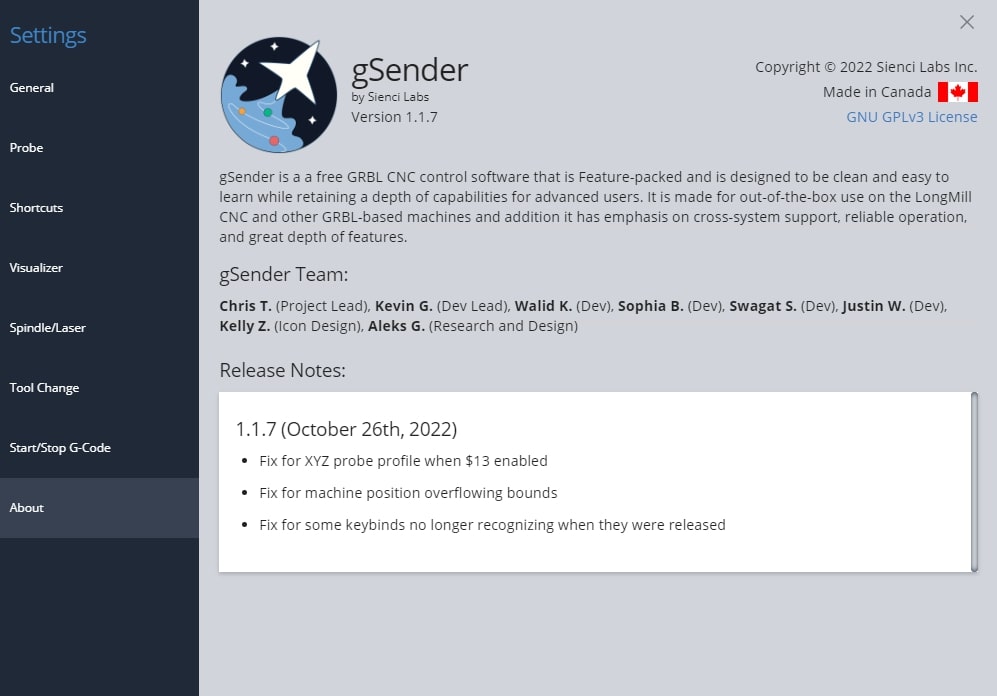 Settings
General
Probe
Shortcuts
Visualizer
Spindle/Laser
Tool Change
Start/Stop G-Code
About
gSender
by Sienci Labs
Version 1.1.7
Copyright © 2022 Sienci Labs Inc.
Made in Canada
GNU GPLv3 License
gSender is a a free GRBL CNC control software that is Feature-packed and is designed to be clean and easy to
learn while retaining a depth of capabilities for advanced users. It is made for out-of-the-box use on the LongMill
CNC and other GRBL-based machines and addition it has emphasis on cross-system support, reliable operation,
and great depth of features.
gSender Team:
Chris T. (Project Lead), Kevin G. (Dev Lead), Walid K. (Dev), Sophia B. (Dev), Swagat S. (Dev), Justin W. (Dev),
Kelly Z. (Icon Design), Aleks G. (Research and Design)
Release Notes:
1.1.7 (October 26th, 2022)
• Fix for XYZ probe profile when $13 enabled
• Fix for machine position overflowing bounds
• Fix for some keybinds no longer recognizing when they were released